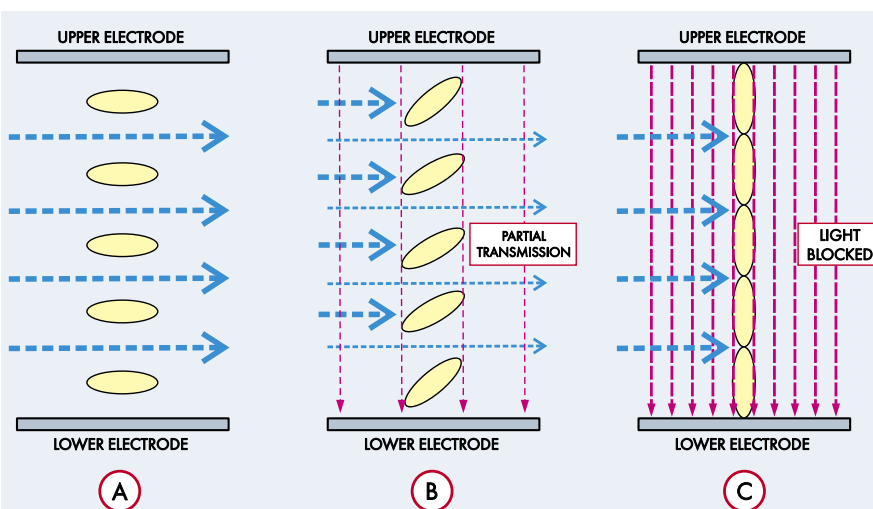 UPPER ELECTRODE
UPPER ELECTRODE
UPPER ELECTRODE
PARTIAL
TRANSMISSION
LIGHT
BLOCKED
LOWER ELECTRODE
LOWER ELECTRODE
LOWER ELECTRODE
A
B
C